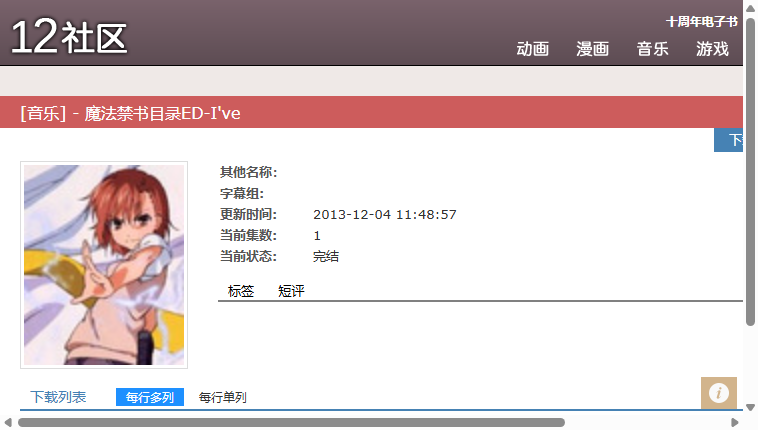 十周年电子书
12社区
动画 漫画 音乐 游戏
[音乐] - 魔法禁书目录ED-I've
其他名称:
字幕组:
更新时间: 2013-12-04 11:48:57
当前集数: 1
当前状态: 完结
标签 短评
下载列表 每行多列 每行单列